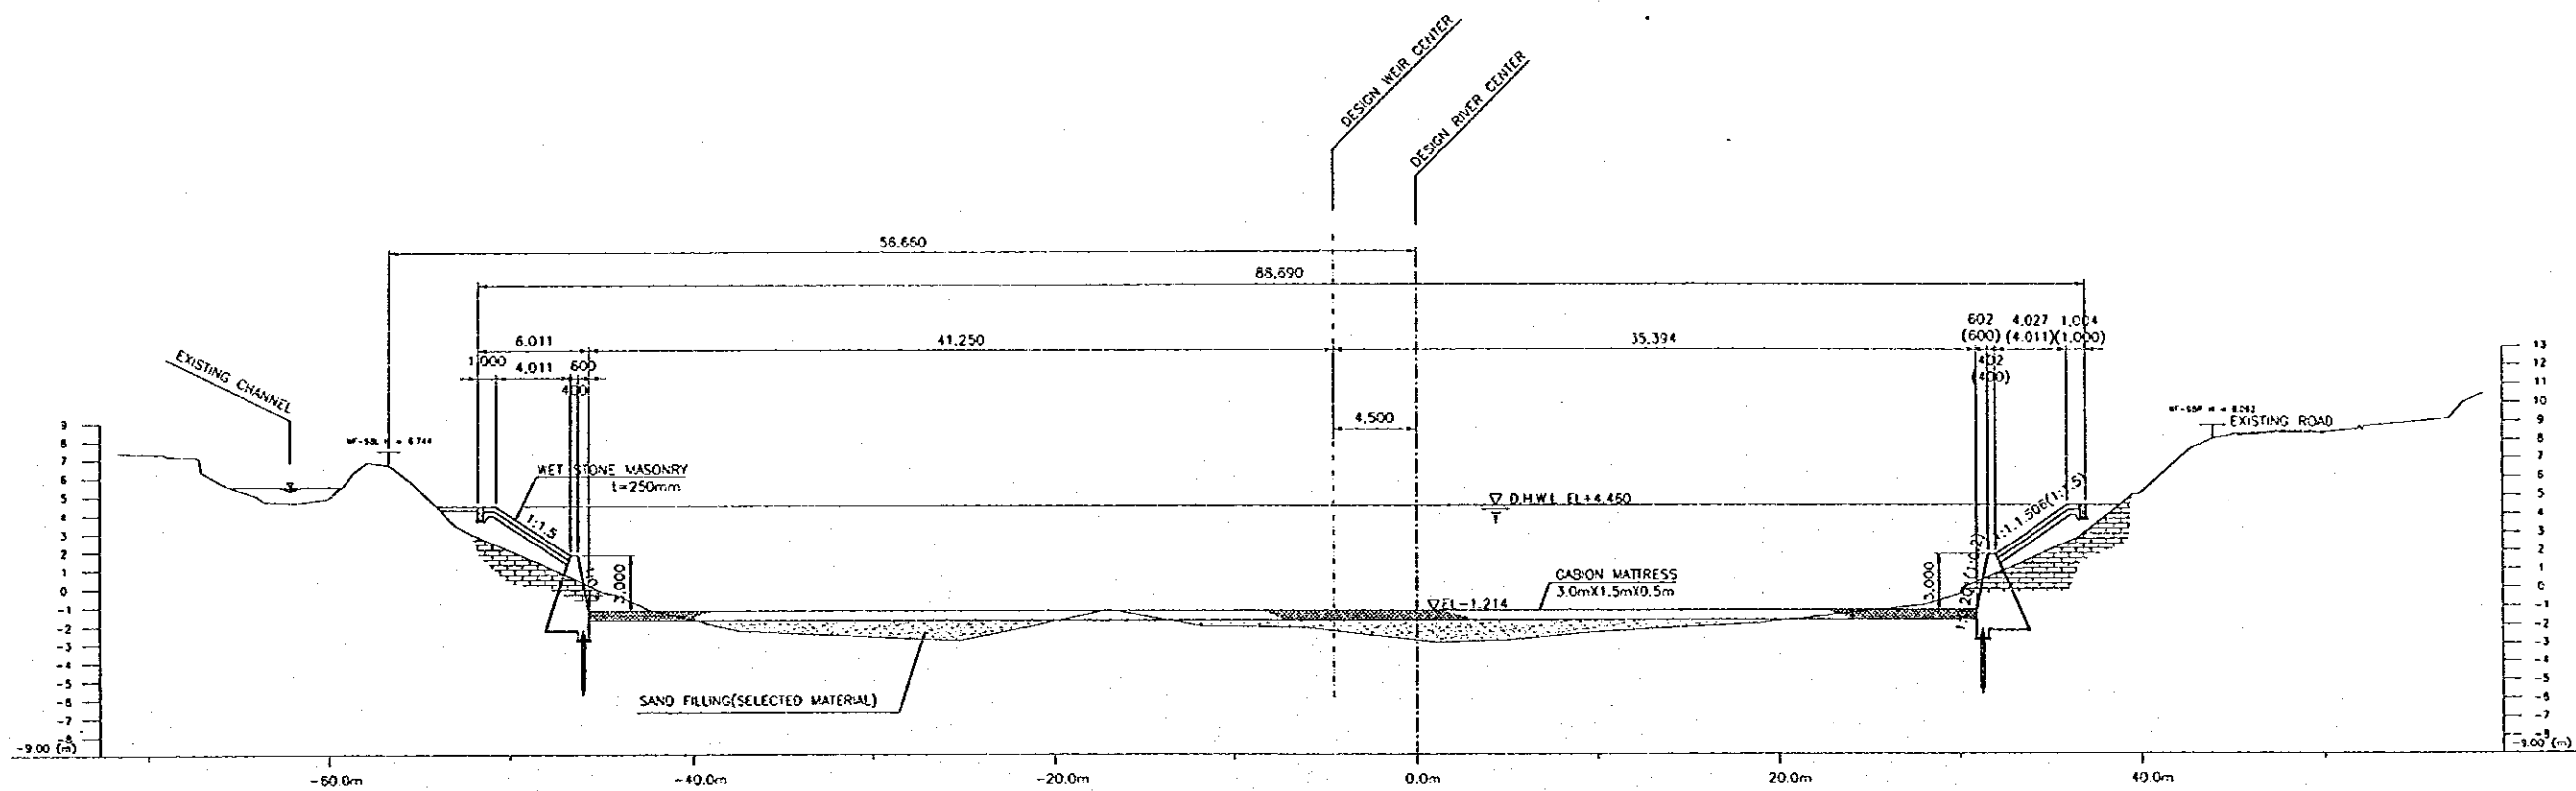 DESIGN WEIR CENTER
DESIGN RIVER CENTER
56.660
88.690
6.011
41,250
35.394
602 4.027 1,004
(600) (4.011)(1,000)
402
(400)
1,000
4,011
600
400
4,500
EXISTING CHANNEL
EXISTING ROAD
WET STONE MASONRY
t=250mm
1:1.5
D.H.W.L EL+4.460
3,000
3,000
GABION MATTRESS
3.0mX1.5mX0.5m
EL-1.214
SAND FILLING(SELECTED MATERIAL)
9
8
7
6
5
4
3
2
1
0
-1
-2
-3
-4
-5
-6
-7
-8
-9.00 (m)
13
12
11
10
9
8
7
6
5
4
3
2
1
0
-1
-2
-3
-4
-5
-6
-7
-9.00 (m)
-60.0m
-40.0m
-20.0m
0.0m
20.0m
40.0m